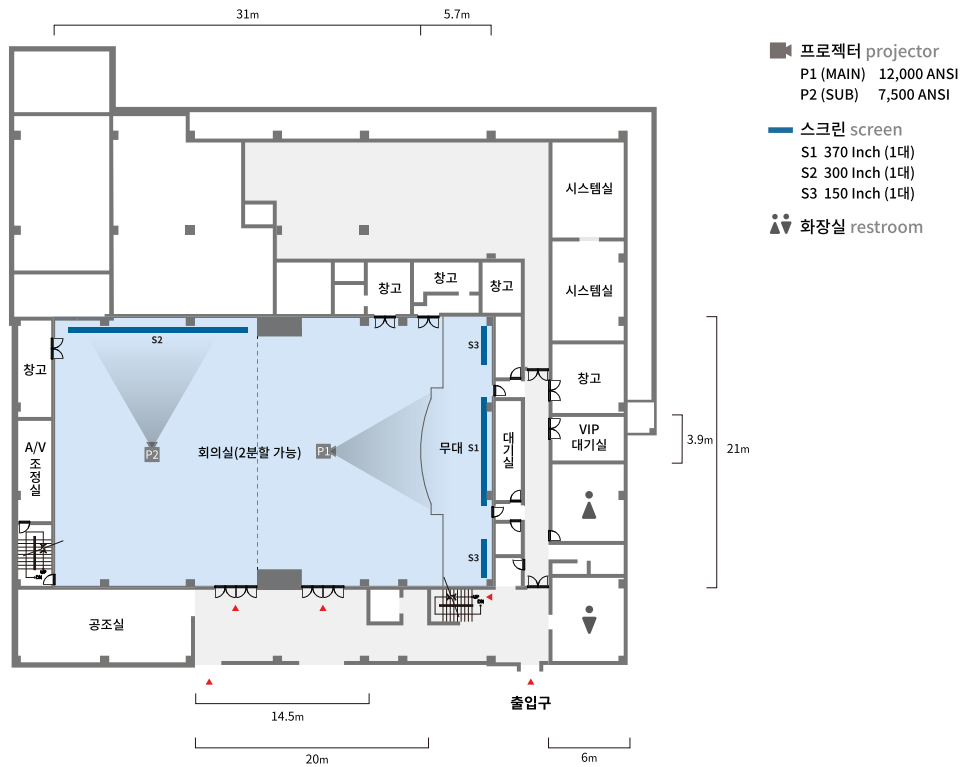 31m
5.7m
프로젝터 projector
P1 (MAIN) 12,000 ANSI
P2 (SUB) 7,500 ANSI
스크린 screen
S1 370 Inch (1대)
S2 300 Inch (1대)
S3 150 Inch (1대)
화장실 restroom
시스템실
시스템실
창고
창고
창고
S2
S3
창고
창고
VIP
대기실
3.9m
21m
A/V
조정실
P2
회의실(2분할 가능)
P1
무대
S1
대기실
S3
UP
DN
UP
DN
공조실
출입구
14.5m
20m
6m